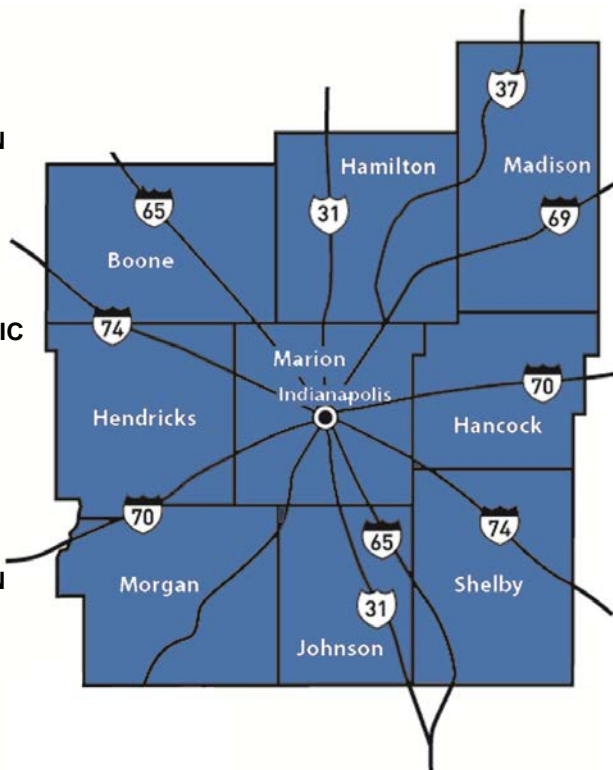 37
N
Hamilton
Madison
65
31
69
Boone
74
IC
Marion
70
Indianapolis
Hendricks
Hancock
70
65
74
N
Morgan
Shelby
31
Johnson